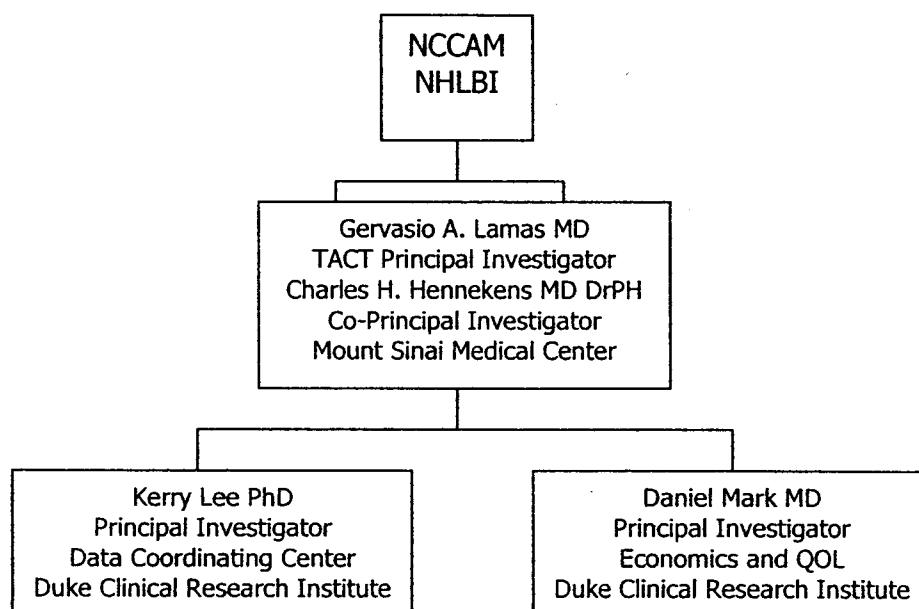 NCCAM
NHLBI
Gervasio A. Lamas MD
TACT Principal Investigator
Charles H. Hennekens MD DrPH
Co-Principal Investigator
Mount Sinai Medical Center
Kerry Lee PhD
Principal Investigator
Data Coordinating Center
Duke Clinical Research Institute
Daniel Mark MD
Principal Investigator
Economics and QOL
Duke Clinical Research Institute